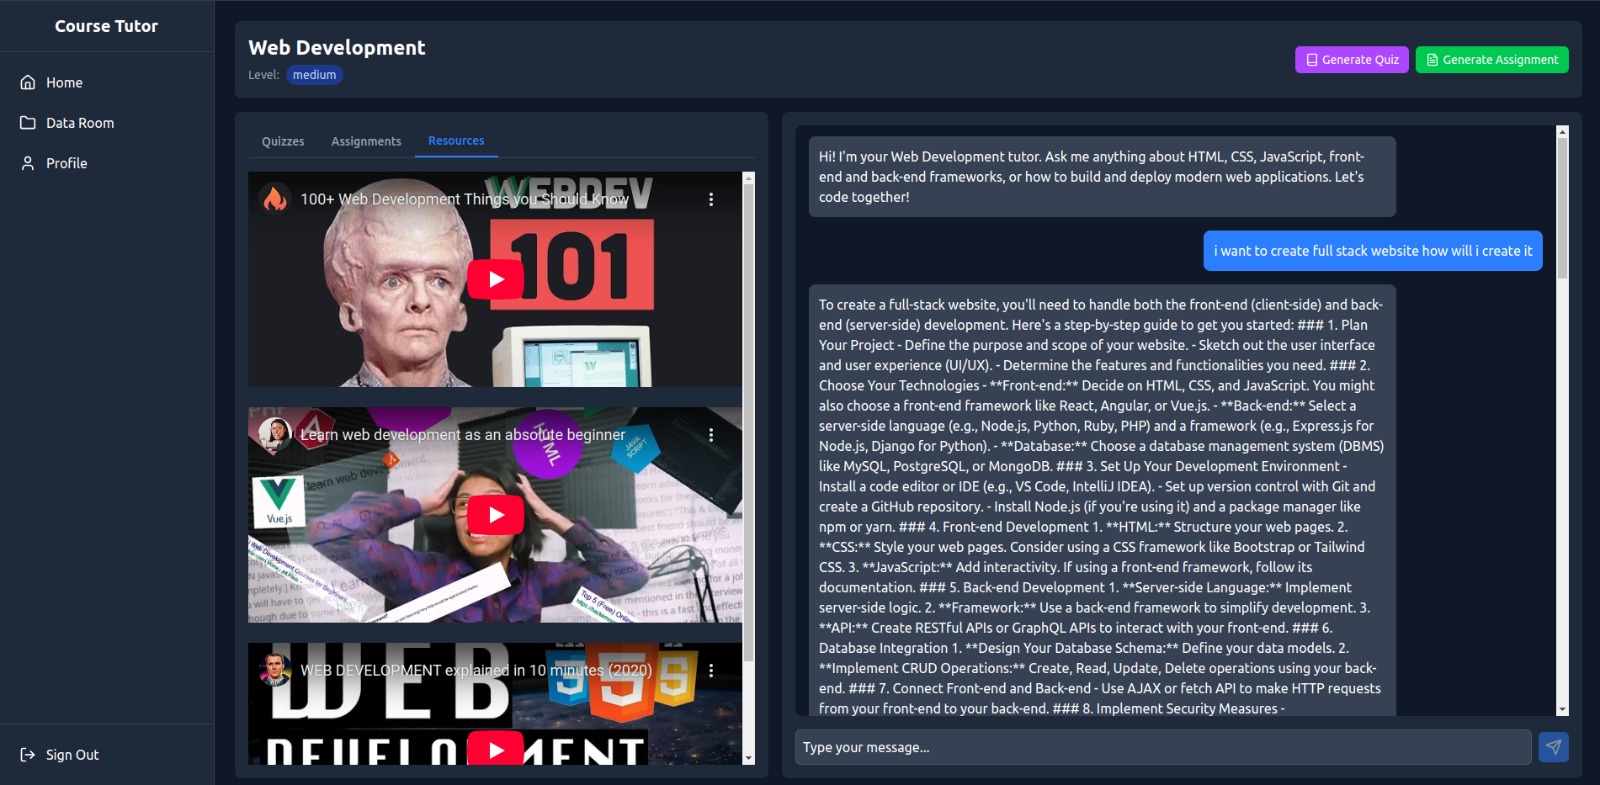 Course Tutor
Home
Data Room
Profile
Sign Out
Web Development
Level: medium
Generate Quiz
Generate Assignment
Quizzes
Assignments
Resources
WEBDEV
100+ Web Development Things you Should Know
101
PHP
Learn web development as an absolute beginner
HTML
JAVA
SCRIPT
Vue.js
Top 5 (Free) Onli
WEB DEVELOPMENT explained in 10 minutes (2020)
WEB
DEVELOPMENT
Hi! I'm your Web Development tutor. Ask me anything about HTML, CSS, JavaScript, front-
end and back-end frameworks, or how to build and deploy modern web applications. Let's
code together!
i want to create full stack website how will i create it
To create a full-stack website, you'll need to handle both the front-end (client-side) and back-
end (server-side) development. Here's a step-by-step guide to get you started: ### 1. Plan
Your Project - Define the purpose and scope of your website. - Sketch out the user interface
and user experience (UI/UX). - Determine the features and functionalities you need. ### 2.
Choose Your Technologies - **Front-end:** Decide on HTML, CSS, and JavaScript. You might
also choose a front-end framework like React, Angular, or Vue.js. - **Back-end:** Select a
server-side language (e.g., Node.js, Python, Ruby, PHP) and a framework (e.g., Express.js for
Node.js, Django for Python). - **Database:** Choose a database management system (DBMS)
like MySQL, PostgreSQL, or MongoDB. ### 3. Set Up Your Development Environment -
Install a code editor or IDE (e.g., VS Code, IntelliJ IDEA). - Set up version control with Git and
create a GitHub repository. - Install Node.js (if you're using it) and a package manager like
npm or yarn. ### 4. Front-end Development 1. **HTML:** Structure your web pages. 2.
**CSS:** Style your web pages. Consider using a CSS framework like Bootstrap or Tailwind
CSS. 3. **JavaScript:** Add interactivity. If using a front-end framework, follow its
documentation. ### 5. Back-end Development 1. **Server-side Language:** Implement
server-side logic. 2. **Framework:** Use a back-end framework to simplify development. 3.
**API:** Create RESTful APIs or GraphQL APIs to interact with your front-end. ### 6.
Database Integration 1. **Design Your Database Schema:** Define your data models. 2.
**Implement CRUD Operations:** Create, Read, Update, Delete operations using your back-
end. ### 7. Connect Front-end and Back-end - Use AJAX or fetch API to make HTTP requests
from your front-end to your back-end. ### 8. Implement Security Measures -
Type your message...